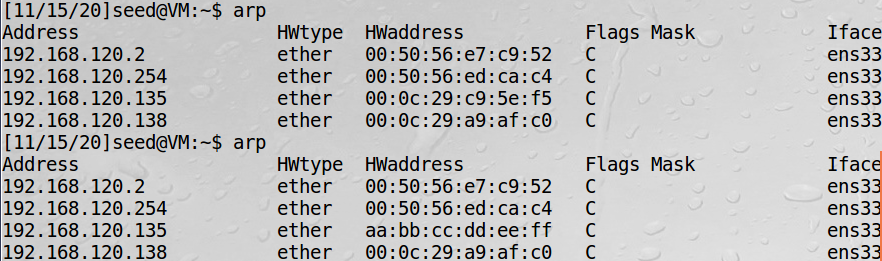 [11/15/20]seed@VM:~$ arp
Address HWtype HWaddress Flags Mask Iface
192.168.120.2 ether 00:50:56:e7:c9:52 C ens33
192.168.120.254 ether 00:50:56:ed:ca:c4 C ens33
192.168.120.135 ether 00:0c:29:c9:5e:f5 C ens33
192.168.120.138 ether 00:0c:29:a9:af:c0 C ens33
[11/15/20]seed@VM:~$ arp
Address HWtype HWaddress Flags Mask Iface
192.168.120.2 ether 00:50:56:e7:c9:52 C ens33
192.168.120.254 ether 00:50:56:ed:ca:c4 C ens33
192.168.120.135 ether aa:bb:cc:dd:ee:ff C ens33
192.168.120.138 ether 00:0c:29:a9:af:c0 C ens33